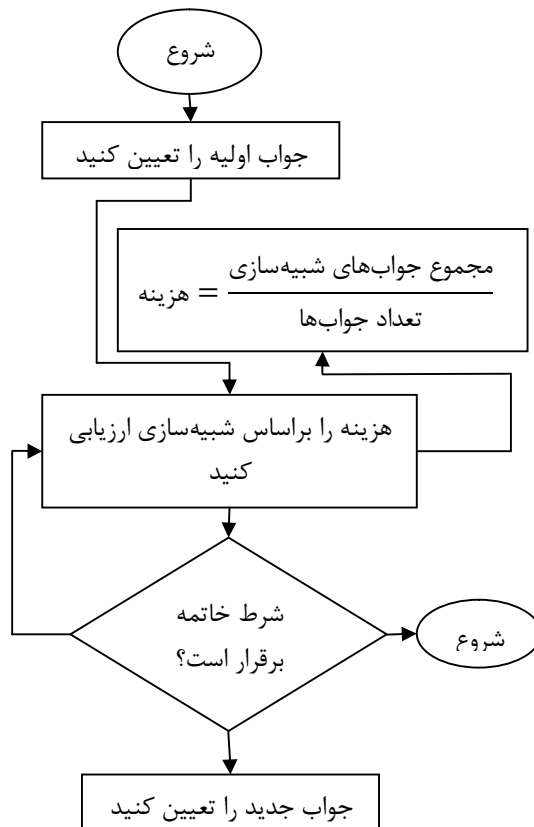 شروع
جواب اولیه را تعیین کنید
مجموع جواب‌های شبیه‌سازی
هزینه =
تعداد جواب‌ها
هزینه را براساس شبیه‌سازی ارزیابی
کنید
شرط خاتمه
برقرار است؟
شروع
جواب جدید را تعیین کنید